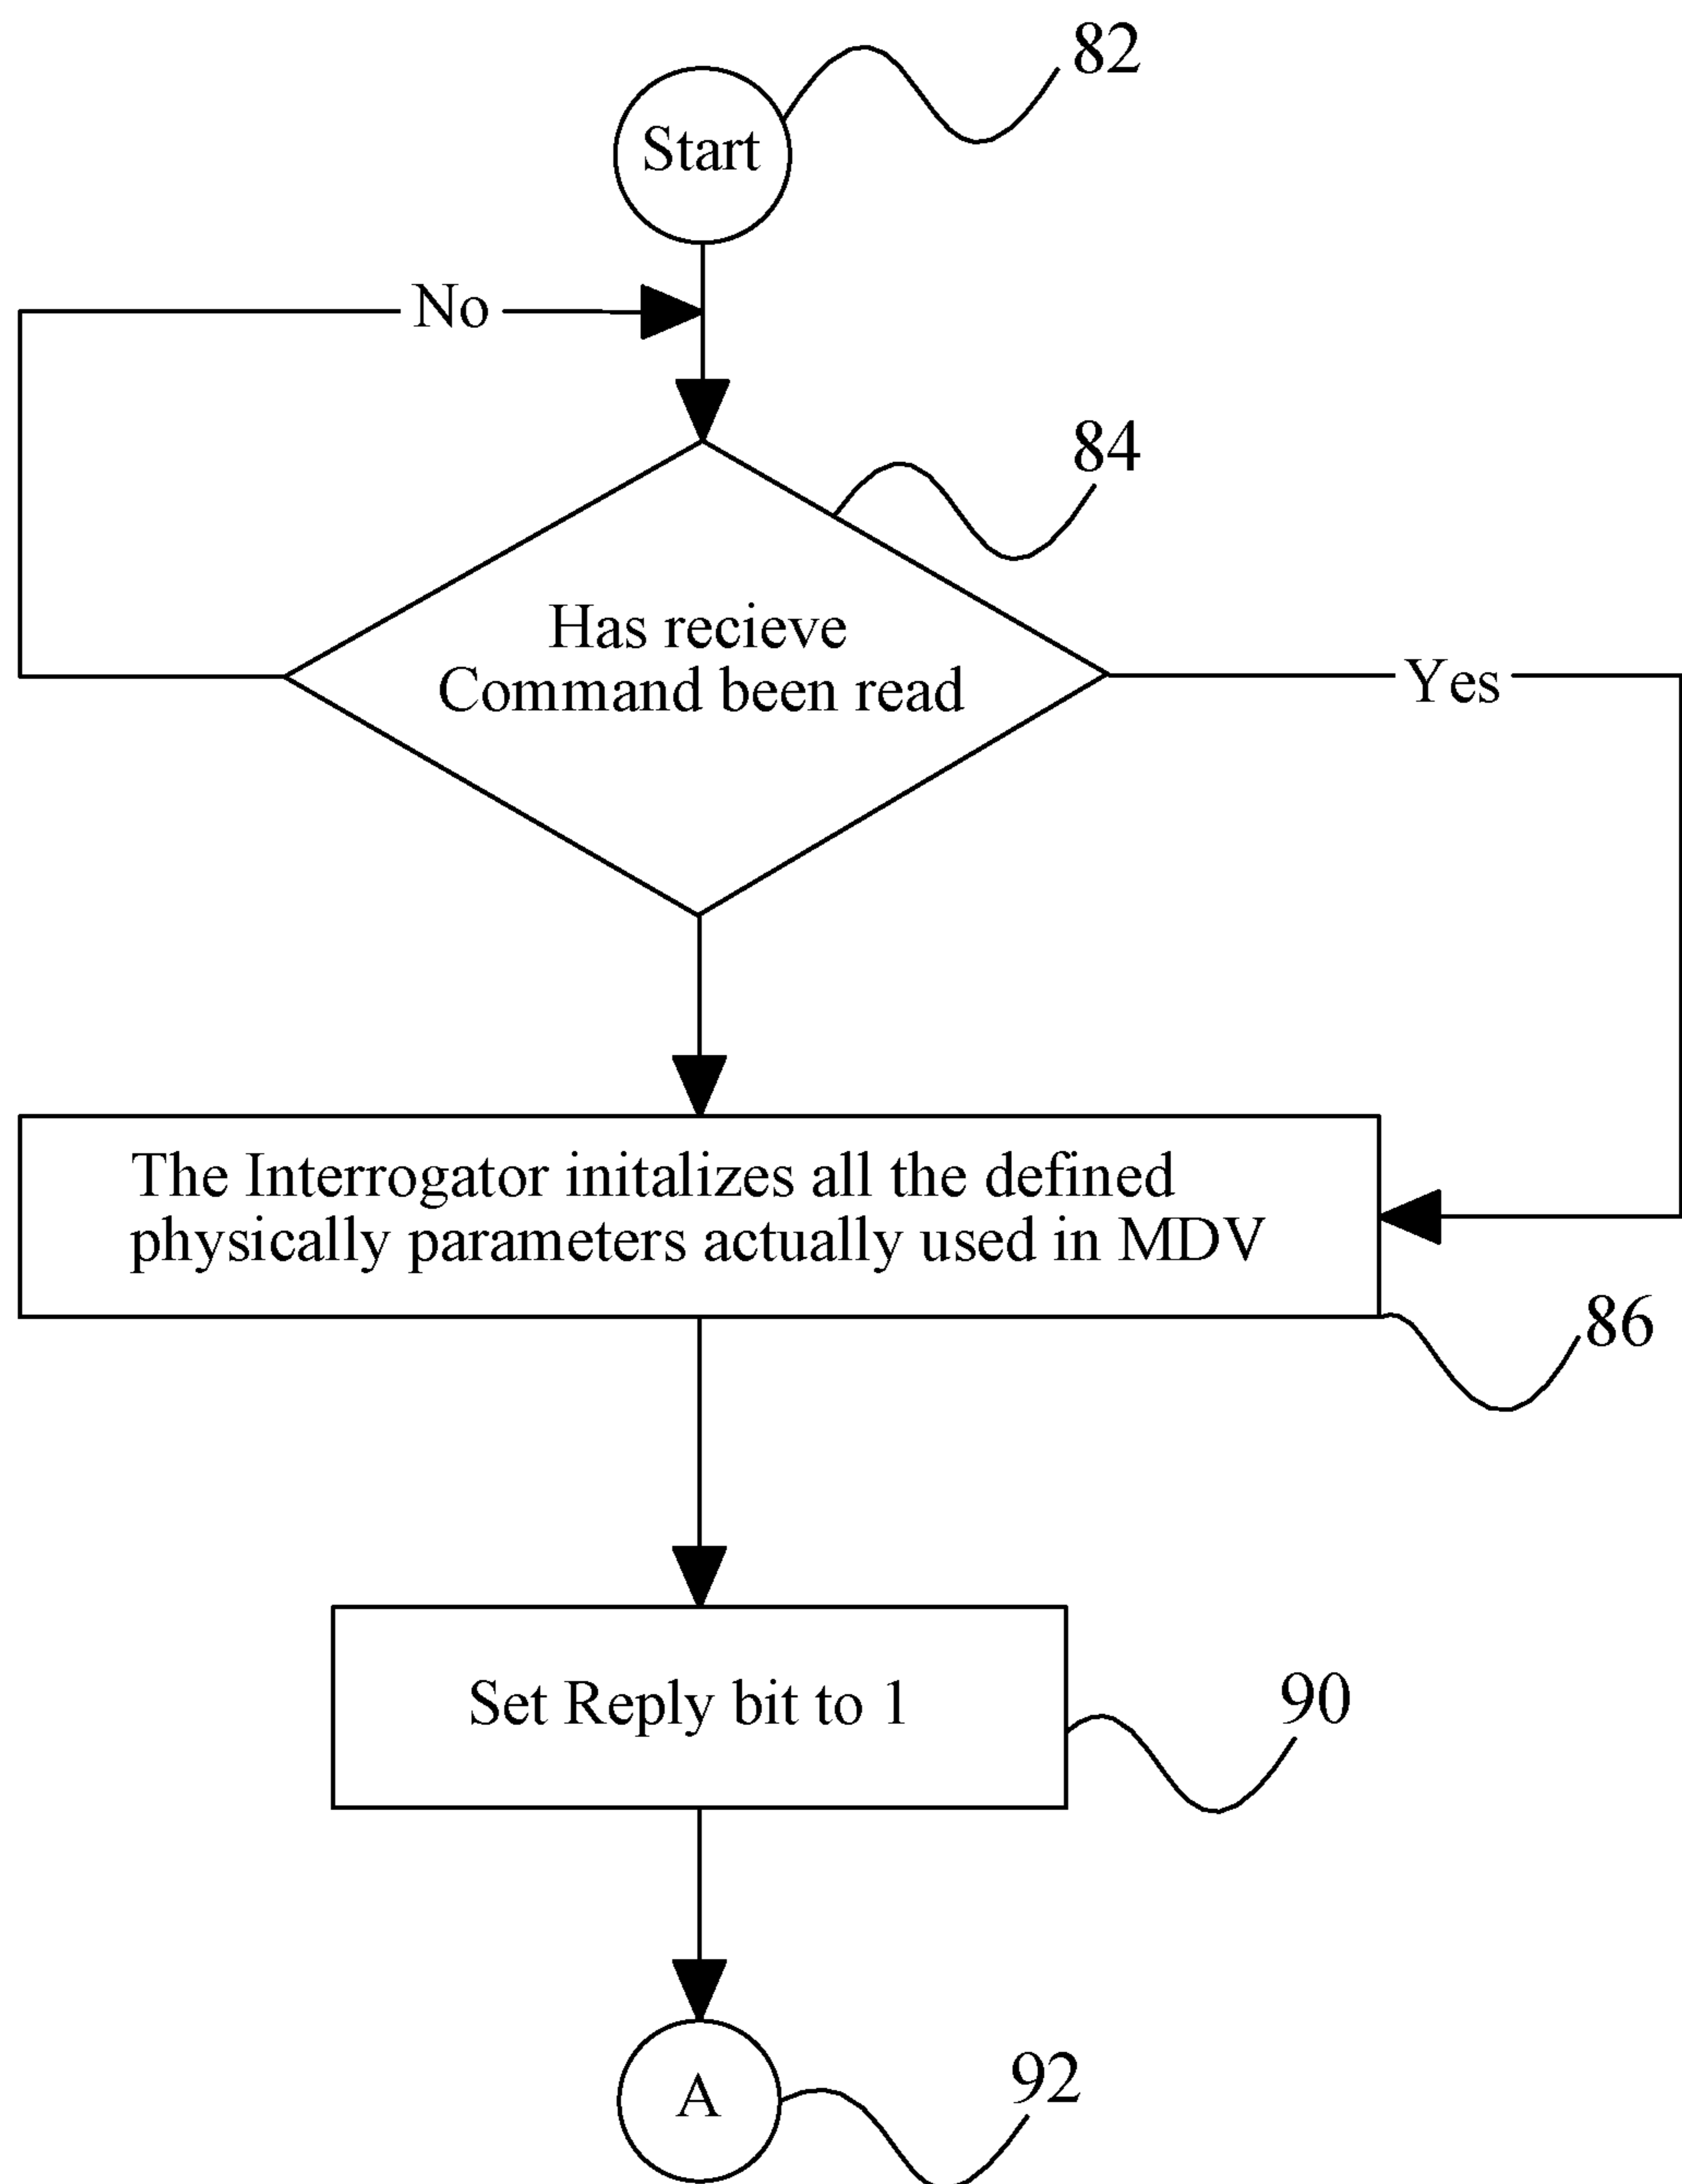 82
Start
No
84
Has recieve
Command been read
Yes
The Interrogator initalizes all the defined
physically parameters actually used in MDV
86
Set Reply bit to 1
90
A
92